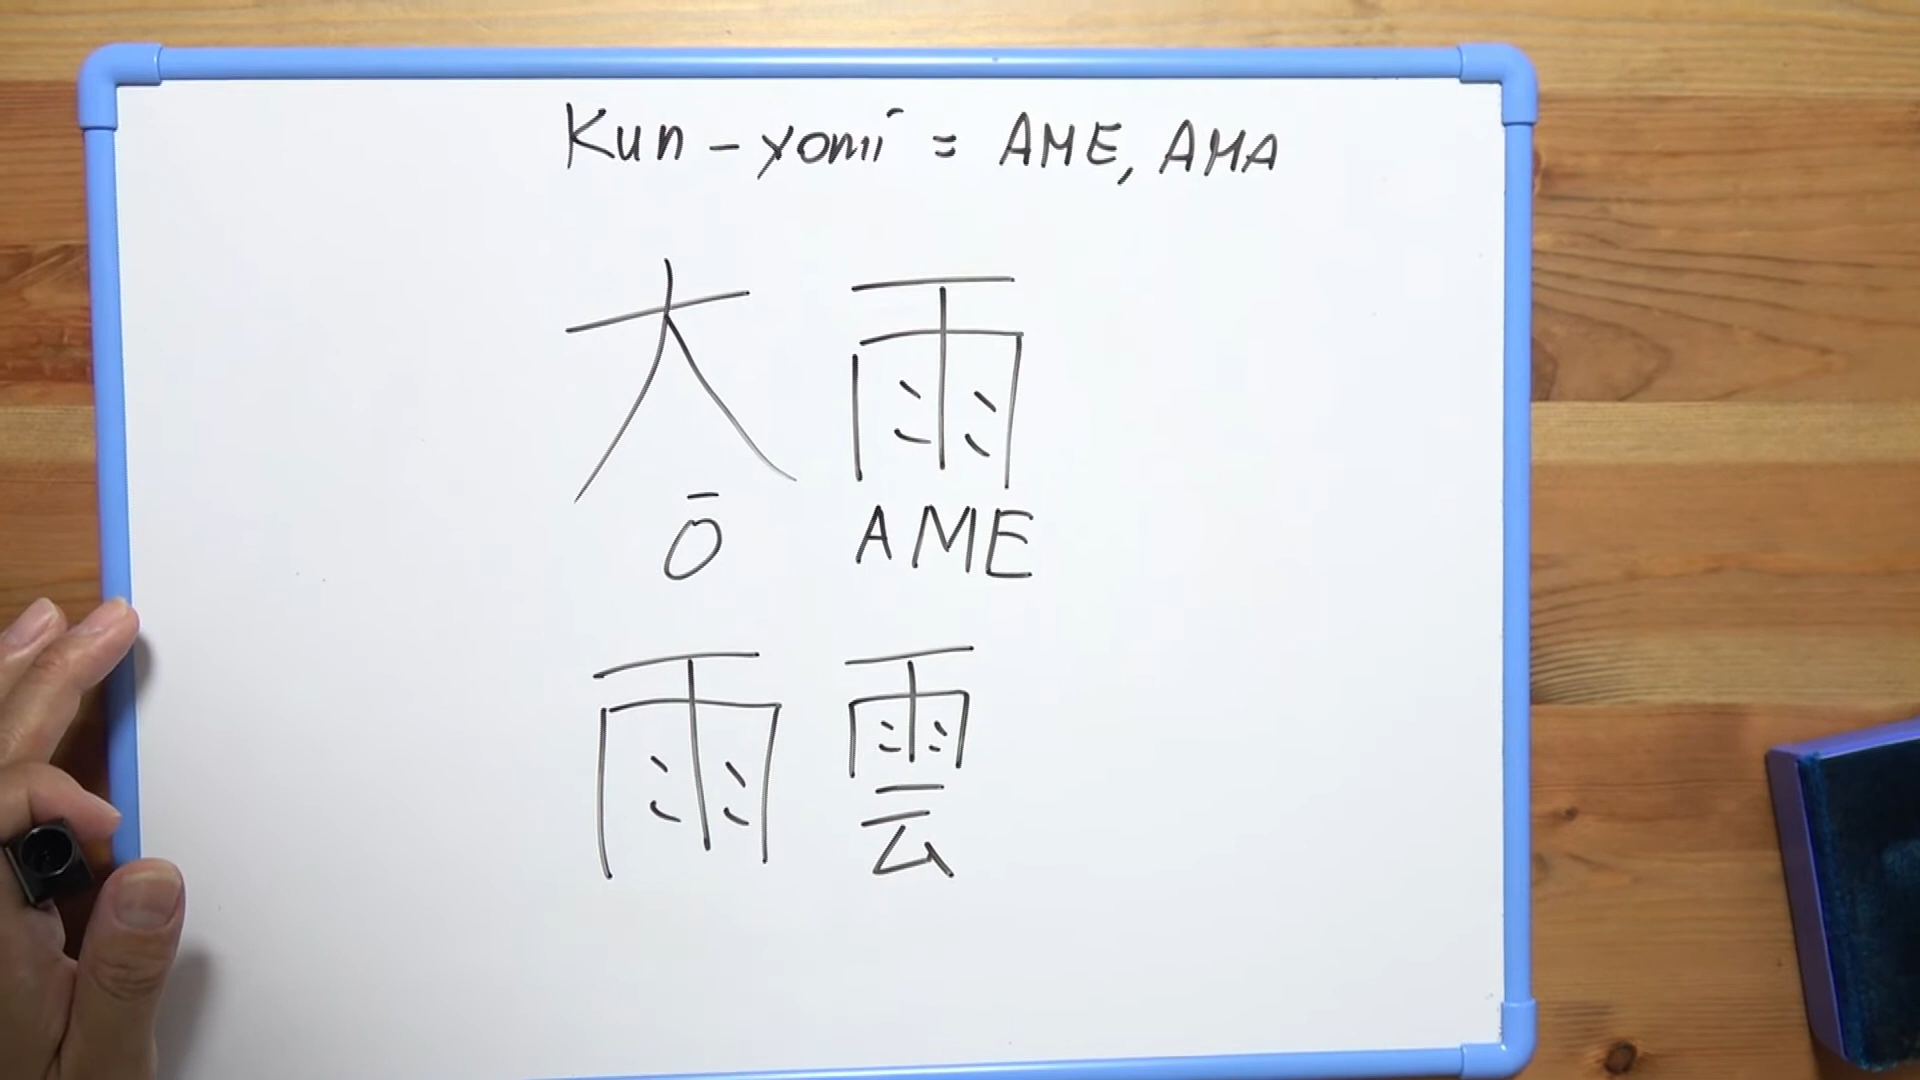 Kun-yomi = AME, AMA
大雨
Ō AME
雨雲